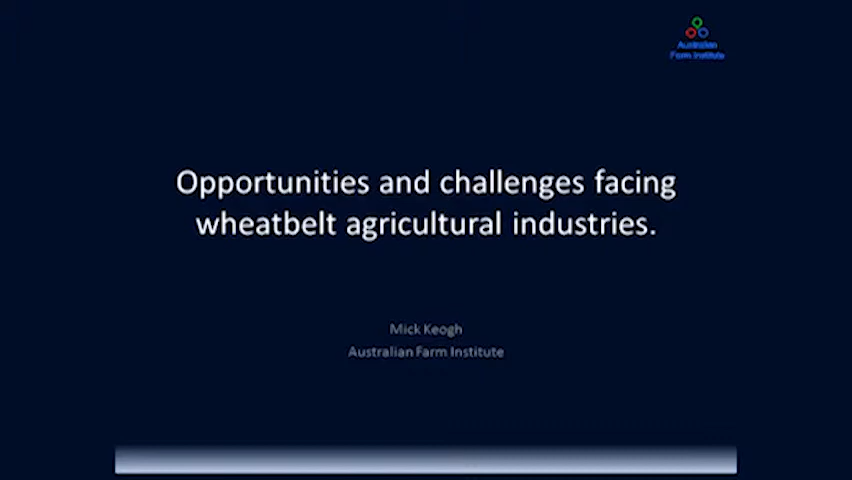 Australian
Farm Institute
Opportunities and challenges facing
wheatbelt agricultural industries.
Mick Keogh
Australian Farm Institute